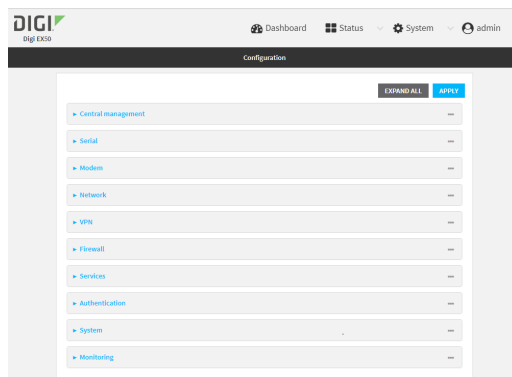 DIGI
Digi EX50
Dashboard Status System admin
Configuration
EXPAND ALL APPLY
Central management
Serial
Modem
Network
VPN
Firewall
Services
Authentication
System
Monitoring